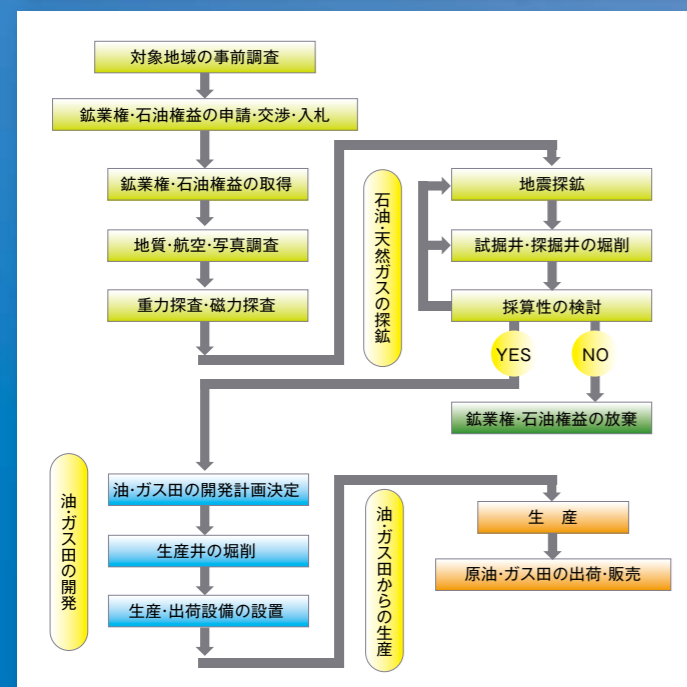 対象地域の事前調査
鉱業権･石油権益の申請･交渉･入札
鉱業権･石油権益の取得
地質･航空･写真調査
重力探査･磁力探査
石油･天然ガスの探鉱
地震探鉱
試掘井･探掘井の堀削
採算性の検討
YES
NO
鉱業権･石油権益の放棄
油･ガス田の開発
油･ガス田の開発計画決定
生産井の堀削
生産･出荷設備の設置
油･ガス田からの生産
生　産
原油･ガス田の出荷･販売